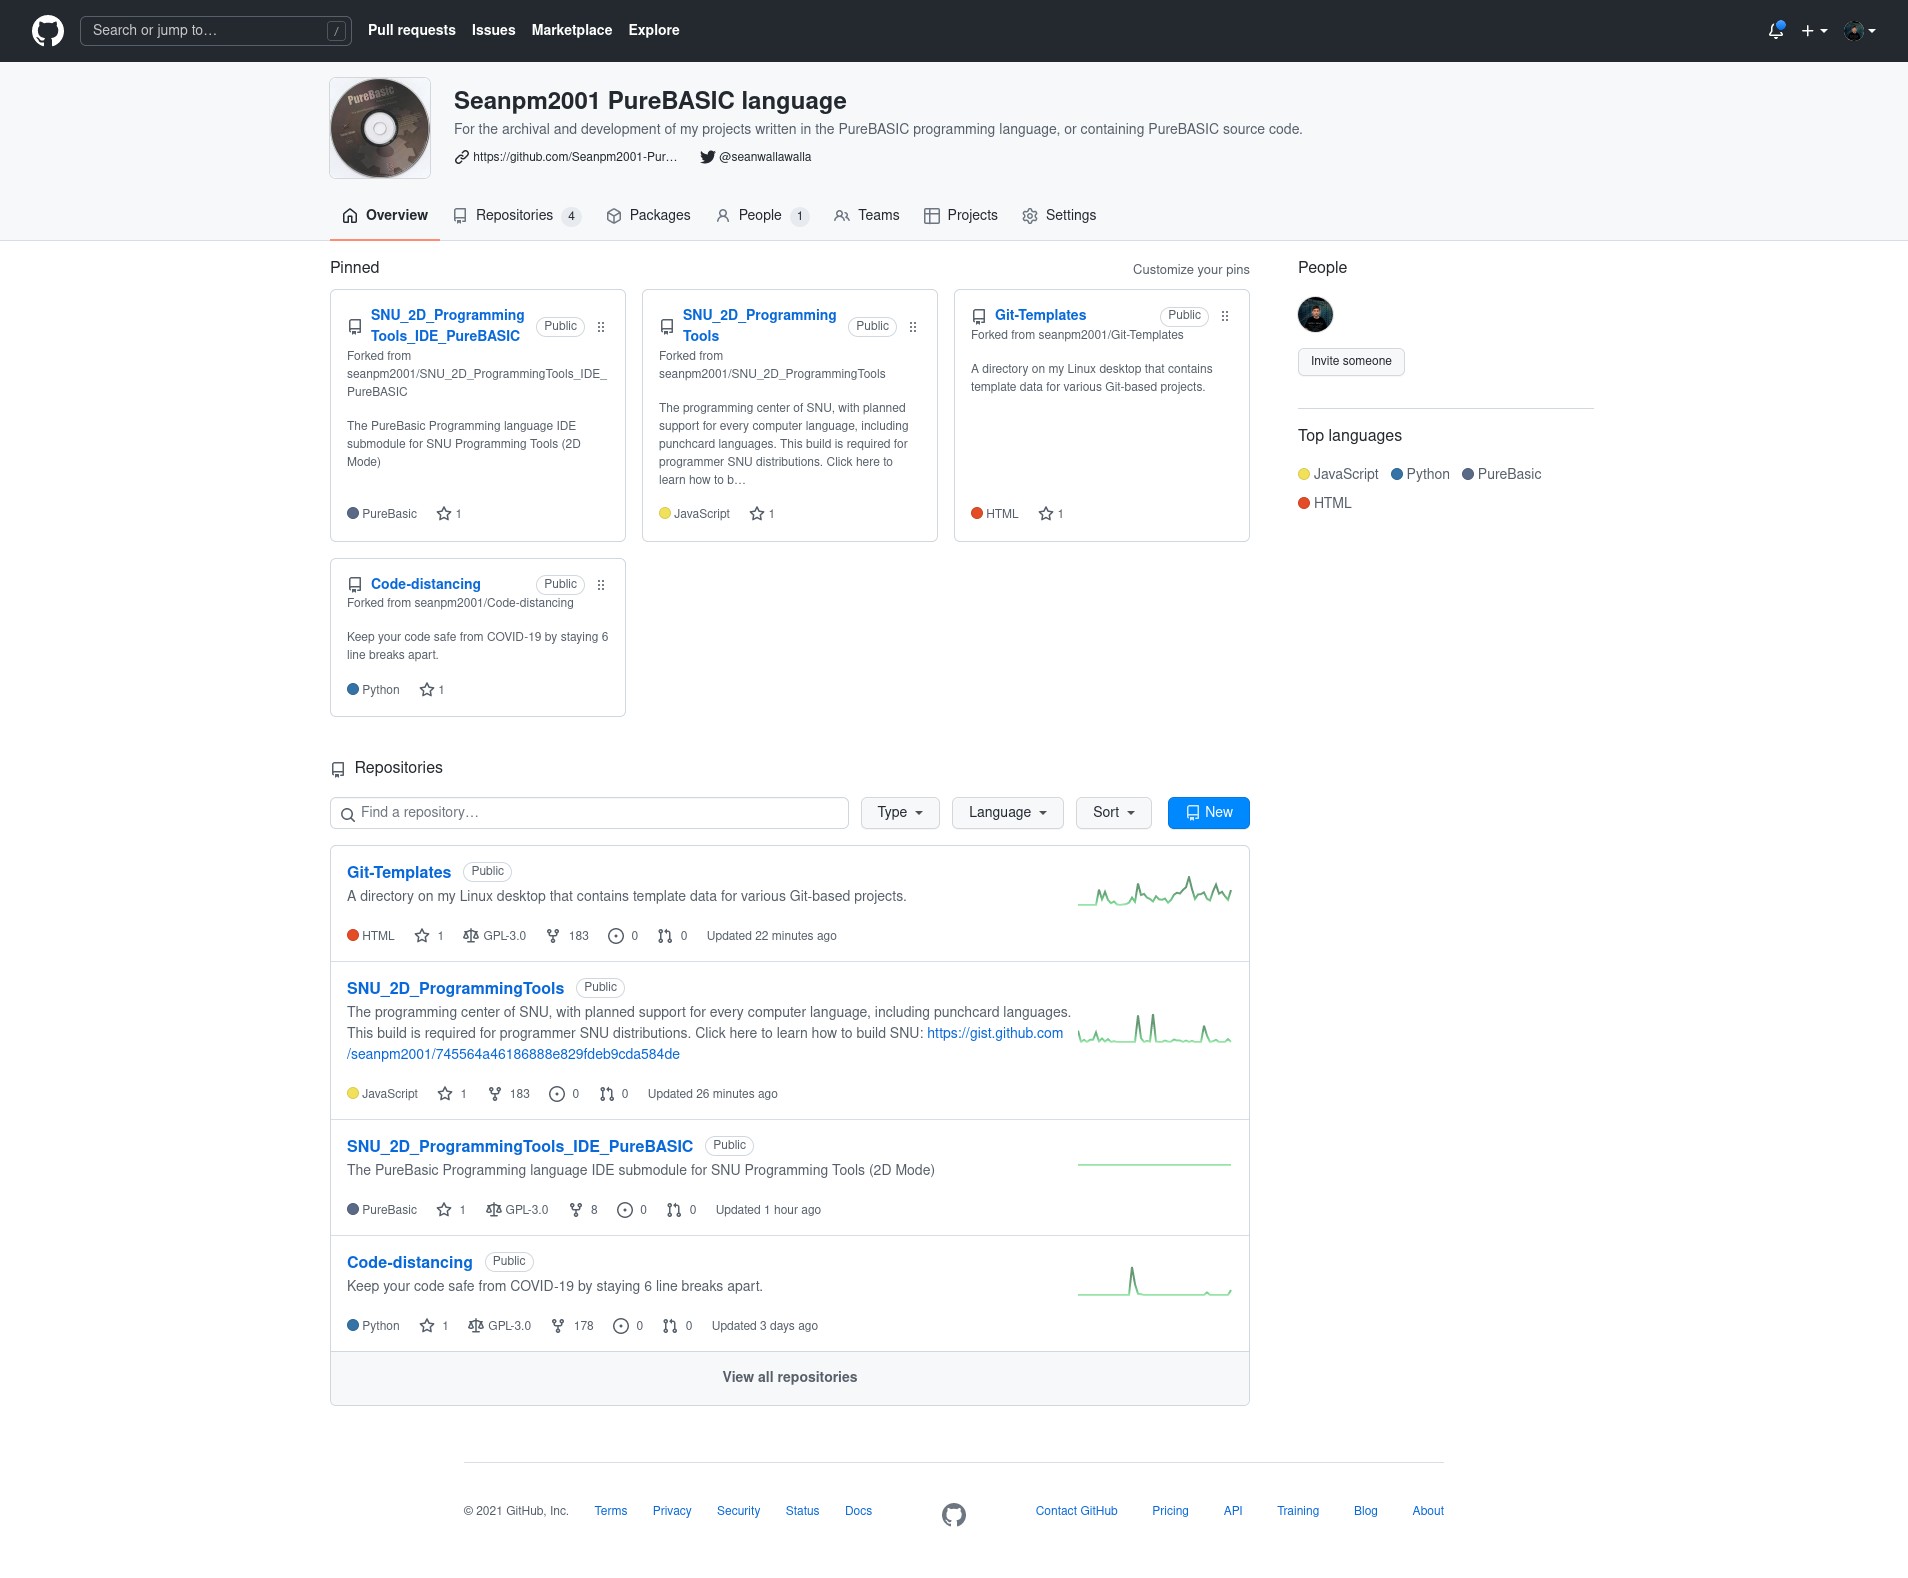 Search or jump to…
/
Pull requests
Issues
Marketplace
Explore
PureBasic
Seanpm2001 PureBASIC language
For the archival and development of my projects written in the PureBASIC programming language, or containing PureBASIC source code.
https://github.com/Seanpm2001-Pur…
@seanwallawalla
Overview
Repositories 4
Packages
People 1
Teams
Projects
Settings
Pinned
Customize your pins
SNU_2D_Programming
Tools_IDE_PureBASIC
Public
Forked from
seanpm2001/SNU_2D_ProgrammingTools_IDE_
PureBASIC
The PureBasic Programming language IDE
submodule for SNU Programming Tools (2D
Mode)
PureBasic 1
SNU_2D_Programming
Tools
Public
Forked from
seanpm2001/SNU_2D_ProgrammingTools
The programming center of SNU, with planned
support for every computer language, including
punchcard languages. This build is required for
programmer SNU distributions. Click here to
learn how to b…
JavaScript 1
Git-Templates
Public
Forked from seanpm2001/Git-Templates
A directory on my Linux desktop that contains
template data for various Git-based projects.
HTML 1
Code-distancing
Public
Forked from seanpm2001/Code-distancing
Keep your code safe from COVID-19 by staying 6
line breaks apart.
Python 1
People
Invite someone
Top languages
JavaScript Python PureBasic
HTML
Repositories
Find a repository…
Type
Language
Sort
New
Git-Templates Public
A directory on my Linux desktop that contains template data for various Git-based projects.
HTML 1 GPL-3.0 183 0 0 Updated 22 minutes ago
SNU_2D_ProgrammingTools Public
The programming center of SNU, with planned support for every computer language, including punchcard languages.
This build is required for programmer SNU distributions. Click here to learn how to build SNU: https://gist.github.com
/seanpm2001/745564a46186888e829fdeb9cda584de
JavaScript 1 183 0 0 Updated 26 minutes ago
SNU_2D_ProgrammingTools_IDE_PureBASIC Public
The PureBasic Programming language IDE submodule for SNU Programming Tools (2D Mode)
PureBasic 1 GPL-3.0 8 0 0 Updated 1 hour ago
Code-distancing Public
Keep your code safe from COVID-19 by staying 6 line breaks apart.
Python 1 GPL-3.0 178 0 0 Updated 3 days ago
View all repositories
© 2021 GitHub, Inc.
Terms
Privacy
Security
Status
Docs
Contact GitHub
Pricing
API
Training
Blog
About